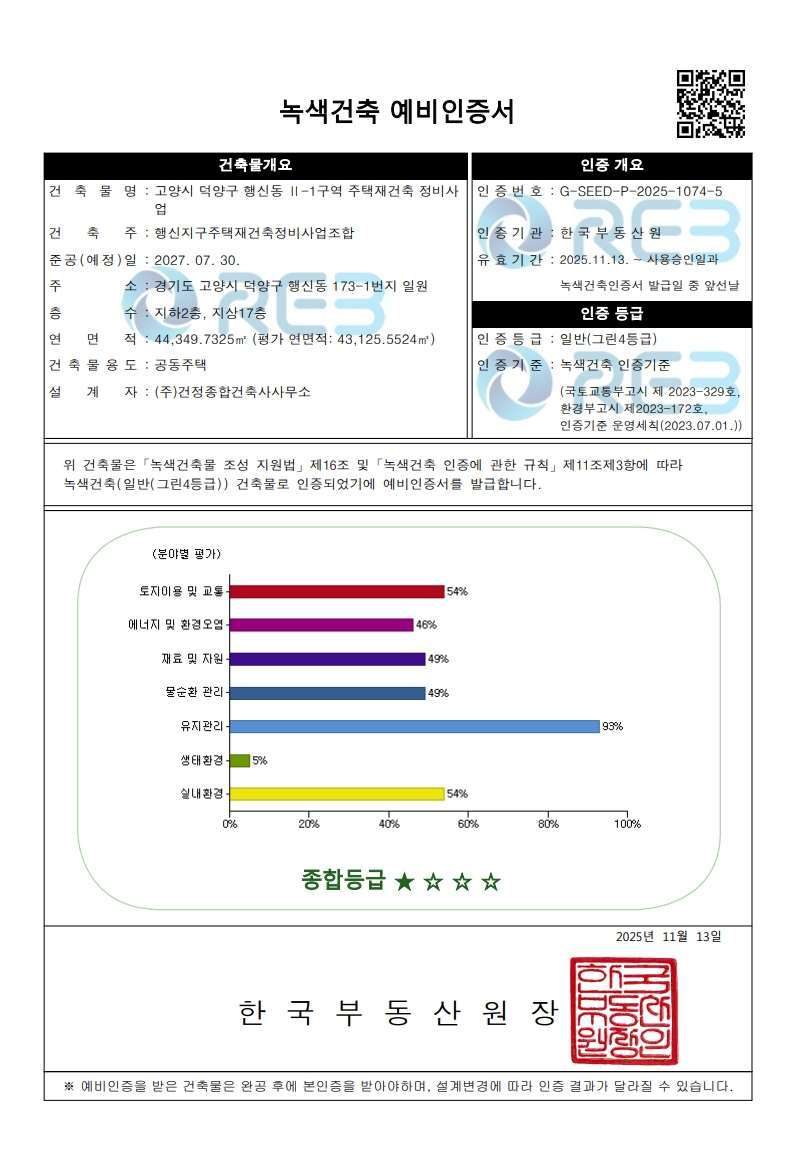 녹색건축 예비인증서
건축물개요
건 축 물 명 : 고양시 덕양구 행신동 Ⅱ-1구역 주택재건축 정비사
업
건 축 주 : 행신지구주택재건축정비사업조합
준공(예정)일 : 2027. 07. 30.
주 소 : 경기도 고양시 덕양구 행신동 173-1번지 일원
층 수 : 지하2층, 지상17층
연 면 적 : 44,349.7325㎡ (평가 연면적: 43,125.5524㎡)
건 축 물 용 도 : 공동주택
설 계 자 : (주)건정종합건축사사무소
REB
인증 개요
인 증 번 호 : G-SEED-P-2025-1074-5
인 증 기 관 : 한 국 부 동 산 원
유 효 기 간 : 2025.11.13. ~ 사용승인일과
녹색건축인증서 발급일 중 앞선날
REB
인증 등급
인 증 등 급 : 일반(그린4등급)
인 증 기 준 : 녹색건축 인증기준
(국토교통부고시 제 2023-329호,
환경부고시 제2023-172호,
인증기준 운영세칙(2023.07.01.))
REB
위 건축물은「녹색건축물 조성 지원법」제16조 및「녹색건축 인증에 관한 규칙」제11조제3항에 따라
녹색건축(일반(그린4등급)) 건축물로 인증되었기에 예비인증서를 발급합니다.
(분야별 평가)
토지이용 및 교통 54%
에너지 및 환경오염 46%
재료 및 자원 49%
물순환 관리 49%
유지관리 93%
생태환경 5%
실내환경 54%
0% 20% 40% 60% 80% 100%
종합등급 ★ ☆ ☆ ☆
2025년 11월 13일
한 국 부 동 산 원 장
한국부동산원장인
※ 예비인증을 받은 건축물은 완공 후에 본인증을 받아야하며, 설계변경에 따라 인증 결과가 달라질 수 있습니다.